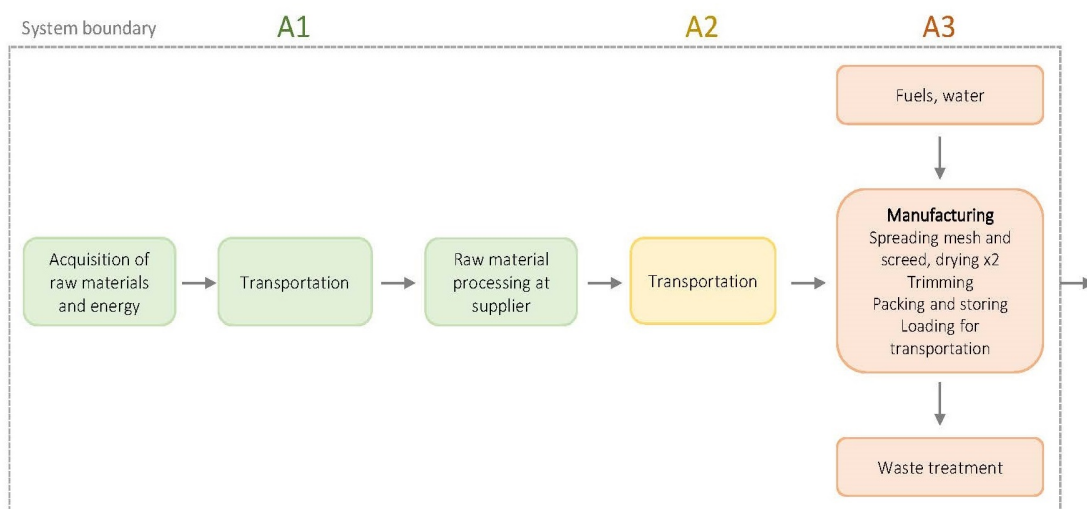 System boundary
A1
A2
A3
Fuels, water
Acquisition of
raw materials
and energy
Transportation
Raw material
processing at
supplier
Transportation
Manufacturing
Spreading mesh and
screed, drying x2
Trimming
Packing and storing
Loading for
transportation
Waste treatment